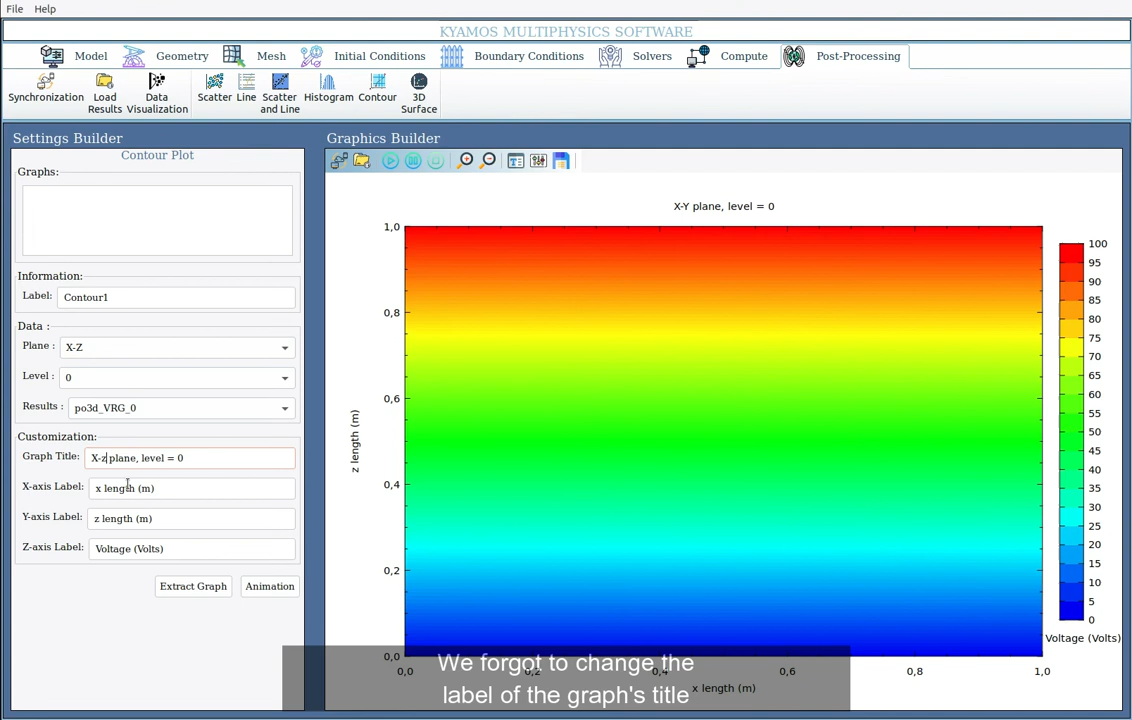 File Help
KYAMOS MULTIPHYSICS SOFTWARE
Model Geometry Mesh Initial Conditions Boundary Conditions Solvers Compute Post-Processing
Synchronization Load Results Data Visualization Scatter Line Scatter and Line Histogram Contour 3D Surface
Settings Builder
Contour Plot
Graphs:
Information:
Label: Contour1
Data :
Plane : X-Z
Level : 0
Results : po3d_VRG_0
Customization:
Graph Title: X-z plane, level = 0
X-axis Label: x length (m)
Y-axis Label: z length (m)
Z-axis Label: Voltage (Volts)
Extract Graph Animation
Graphics Builder
X-Y plane, level = 0
1,0
0,8
0,6
0,4
0,2
0,0
z length (m)
0,0 0,2 0,4 0,6 0,8 1,0
x length (m)
100
95
90
85
80
75
70
65
60
55
50
45
40
35
30
25
20
15
10
5
0
Voltage (Volts)
We forgot to change the
label of the graph's title